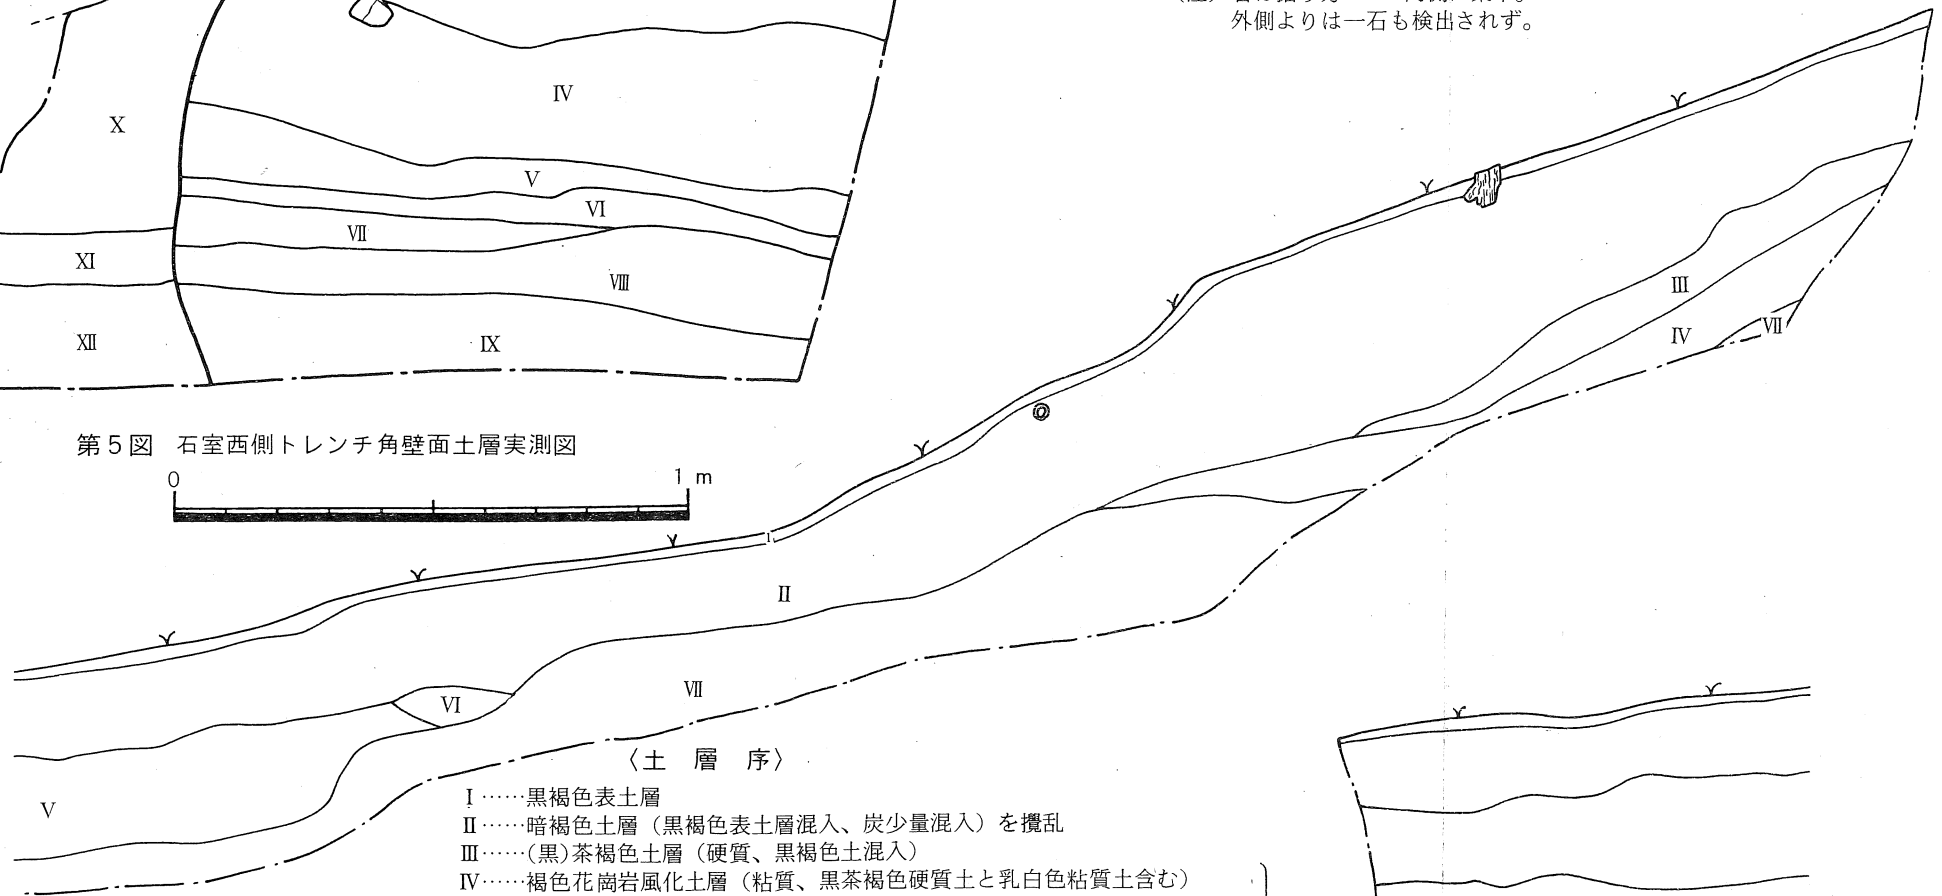 外側よりは一石も検出されず。
Ⅳ
Ⅹ
Ⅴ
Ⅵ
Ⅶ
Ⅺ
Ⅷ
Ⅻ
Ⅸ
Ⅲ
Ⅳ
Ⅶ
第5図 石室西側トレンチ角壁面土層実測図
0 1 m
Ⅰ
Ⅱ
Ⅵ
Ⅶ
Ⅴ
〈土 層 序〉
Ⅰ……黒褐色表土層
Ⅱ……暗褐色土層（黒褐色表土層混入、炭少量混入）を攪乱
Ⅲ……（黒）茶褐色土層（硬質、黒褐色土混入）
Ⅳ……褐色花崗岩風化土層（粘質、黒茶褐色硬質土と乳白色粘質土含む）